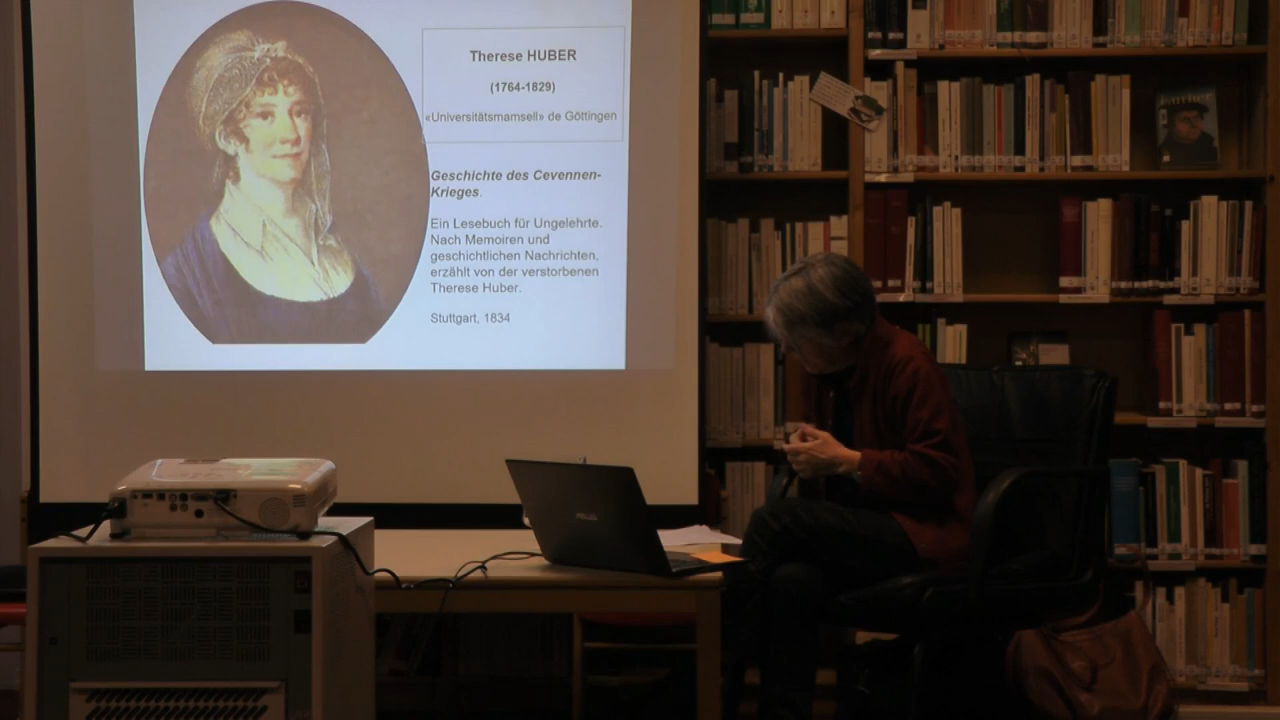 Therese HUBER
(1764-1829)
«Universitätsmamsell» de Göttingen
Geschichte des Cevennen-
Krieges.
Ein Lesebuch für Ungelehrte.
Nach Memoiren und
geschichtlichen Nachrichten,
erzählt von der verstorbenen
Therese Huber.
Stuttgart, 1834
ASUS